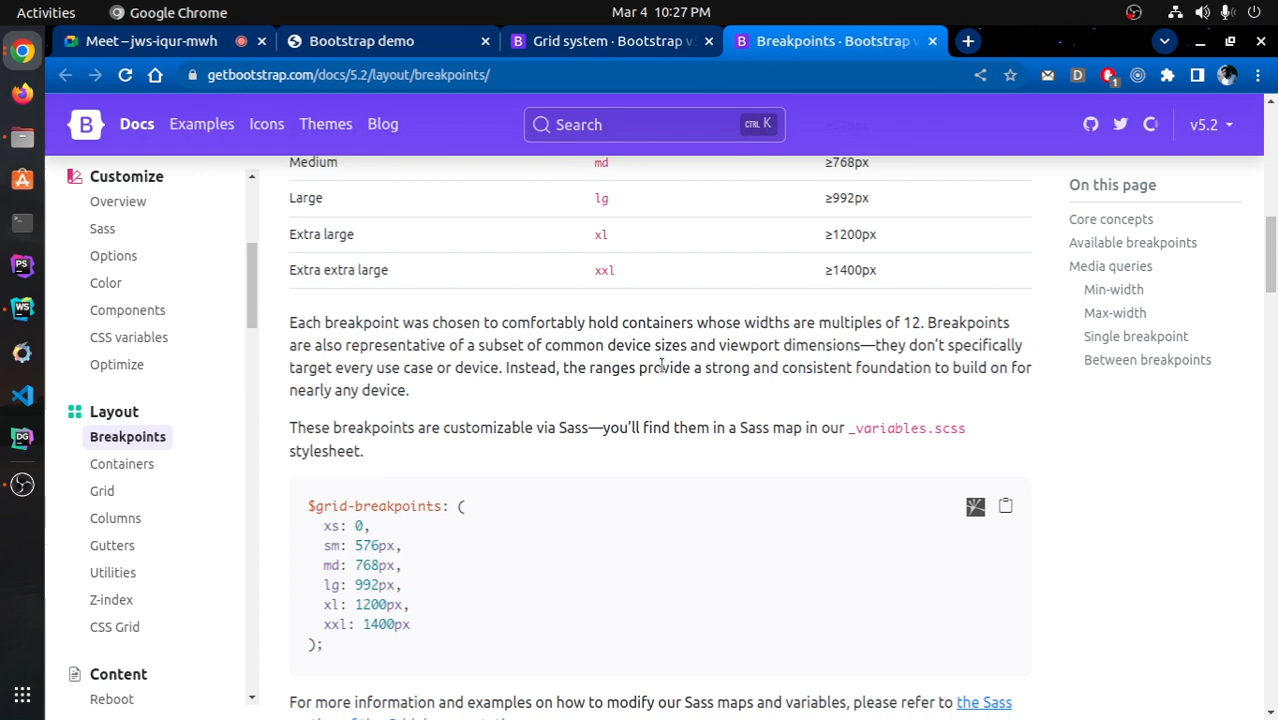 Activities
Google Chrome
Mar 4 10:27 PM
Meet – jws-iqur-mwh
Bootstrap demo
Grid system · Bootstrap v
Breakpoints · Bootstrap v
getbootstrap.com/docs/5.2/layout/breakpoints/
D
1
B
Docs
Examples
Icons
Themes
Blog
Search
CTRL K
v5.2
Customize
Overview
Sass
Options
Color
Components
CSS variables
Optimize
Layout
Breakpoints
Containers
Grid
Columns
Gutters
Utilities
Z-index
CSS Grid
Content
Reboot
Medium md ≥768px
Large lg ≥992px
Extra large xl ≥1200px
Extra extra large xxl ≥1400px
Each breakpoint was chosen to comfortably hold containers whose widths are multiples of 12. Breakpoints
are also representative of a subset of common device sizes and viewport dimensions—they don’t specifically
target every use case or device. Instead, the ranges provide a strong and consistent foundation to build on for
nearly any device.
These breakpoints are customizable via Sass—you’ll find them in a Sass map in our _variables.scss
stylesheet.
$grid-breakpoints: (
xs: 0,
sm: 576px,
md: 768px,
lg: 992px,
xl: 1200px,
xxl: 1400px
);
For more information and examples on how to modify our Sass maps and variables, please refer to the Sass
On this page
Core concepts
Available breakpoints
Media queries
Min-width
Max-width
Single breakpoint
Between breakpoints
PS
WS
DG